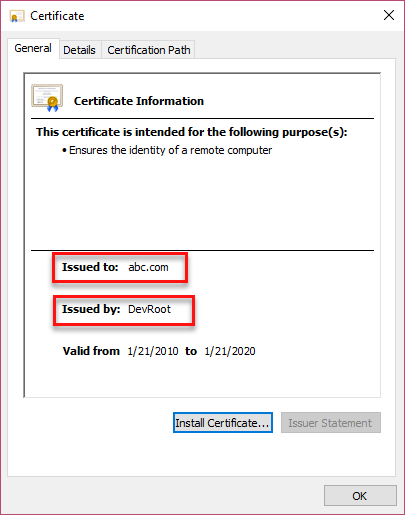 Certificate
General Details Certification Path
Certificate Information
This certificate is intended for the following purpose(s):
• Ensures the identity of a remote computer
Issued to: abc.com
Issued by: DevRoot
Valid from 1/21/2010 to 1/21/2020
Install Certificate... Issuer Statement
OK